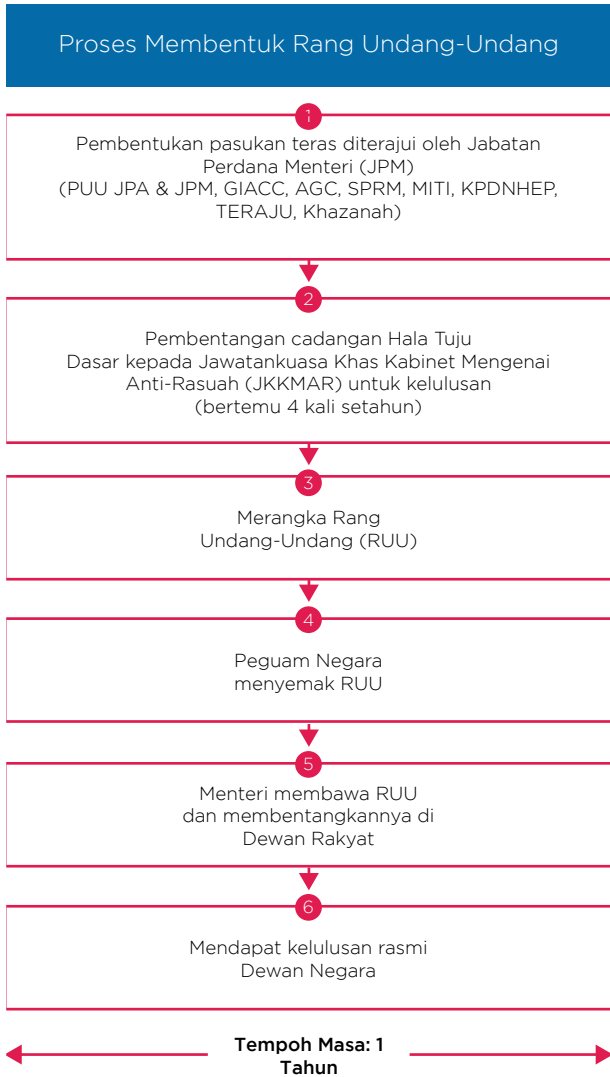 Proses Membentuk Rang Undang-Undang
1
Pembentukan pasukan teras diterajui oleh Jabatan
Perdana Menteri (JPM)
(PUU JPA & JPM, GIACC, AGC, SPRM, MITI, KPDNHEP,
TERAJU, Khazanah)
2
Pembentangan cadangan Hala Tuju
Dasar kepada Jawatankuasa Khas Kabinet Mengenai
Anti-Rasuah (JKKMAR) untuk kelulusan
(bertemu 4 kali setahun)
3
Merangka Rang
Undang-Undang (RUU)
4
Peguam Negara
menyemak RUU
5
Menteri membawa RUU
dan membentangkannya di
Dewan Rakyat
6
Mendapat kelulusan rasmi
Dewan Negara
Tempoh Masa: 1
Tahun